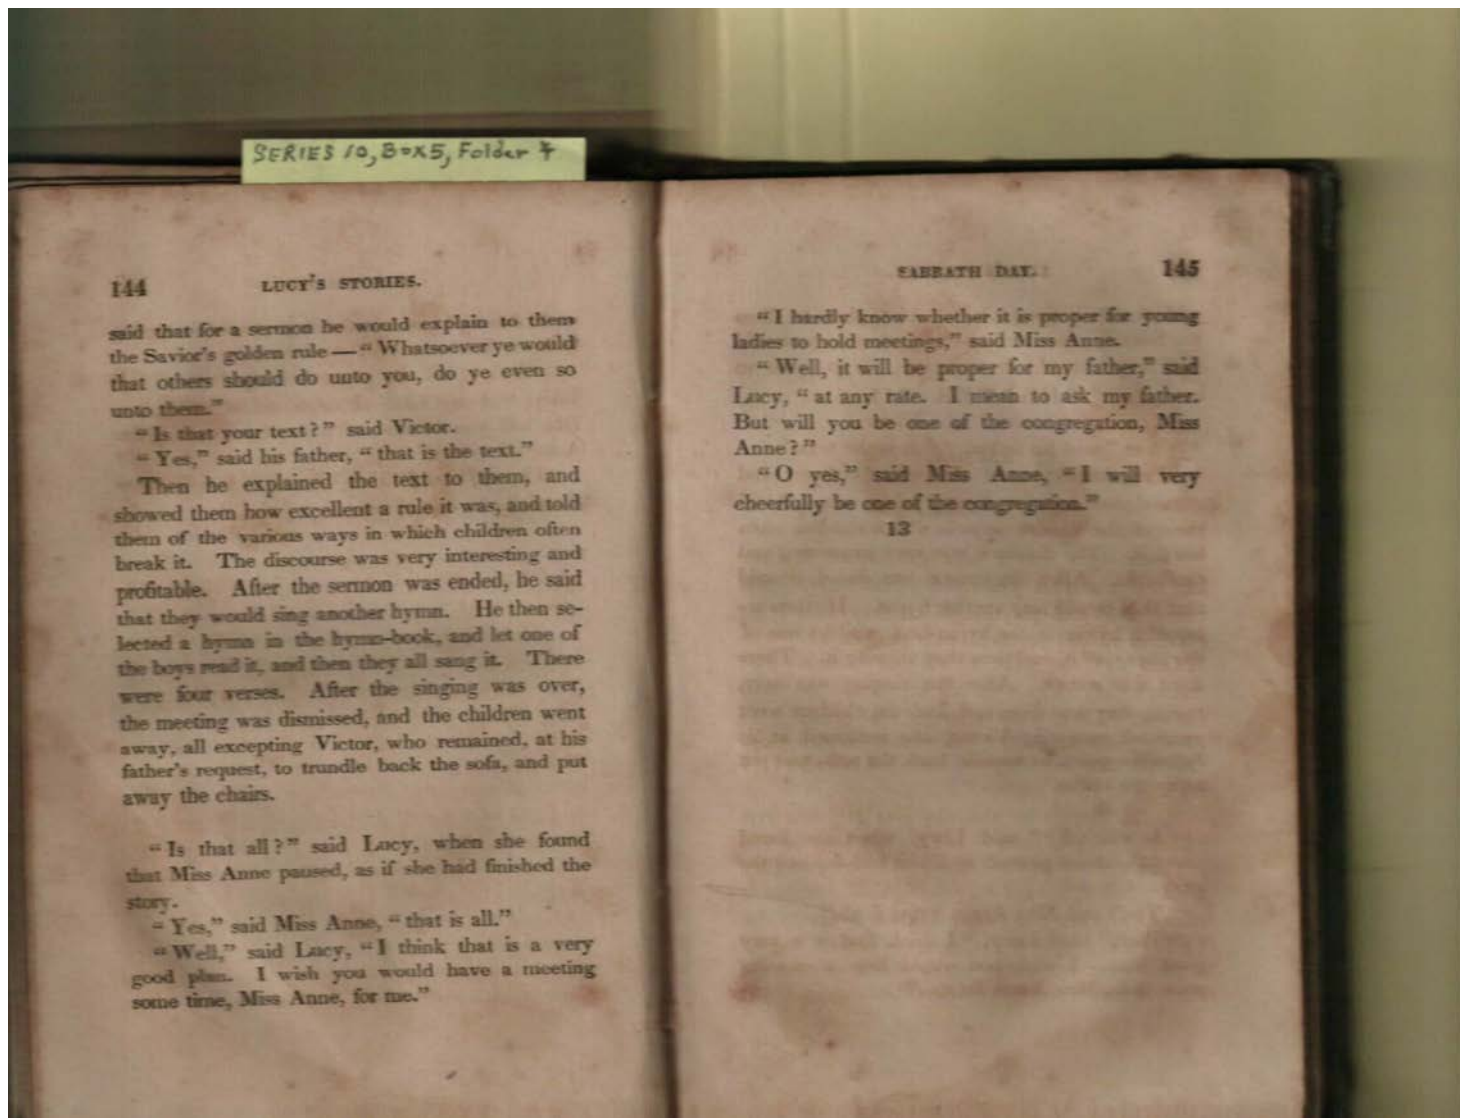 SERIES 10, BOX5, Folder 4
144 LUCY'S STORIES.
said that for a sermon he would explain to them
the Savior's golden rule — “Whatsoever ye would
that others should do unto you, do ye even so
unto them.”
“Is that your text?” said Victor.
“Yes,” said his father, “that is the text.”
Then he explained the text to them, and
showed them how excellent a rule it was, and told
them of the various ways in which children often
break it. The discourse was very interesting and
profitable. After the sermon was ended, he said
that they would sing another hymn. He then se-
lected a hymn in the hymn-book, and let one of
the boys read it, and then they all sang it. There
were four verses. After the singing was over,
the meeting was dismissed, and the children went
away, all excepting Victor, who remained, at his
father's request, to trundle back the sofa, and put
away the chairs.
“Is that all?” said Lucy, when she found
that Miss Anne paused, as if she had finished the
story.
“Yes,” said Miss Anne, “that is all.”
“Well,” said Lucy, “I think that is a very
good plan. I wish you would have a meeting
some time, Miss Anne, for me.”
SABBATH DAY. 145
“I hardly know whether it is proper for young
ladies to hold meetings,” said Miss Anne.
“Well, it will be proper for my father,” said
Lucy, “at any rate. I mean to ask my father.
But will you be one of the congregation, Miss
Anne?”
“O yes,” said Miss Anne, “I will very
cheerfully be one of the congregation.”
13